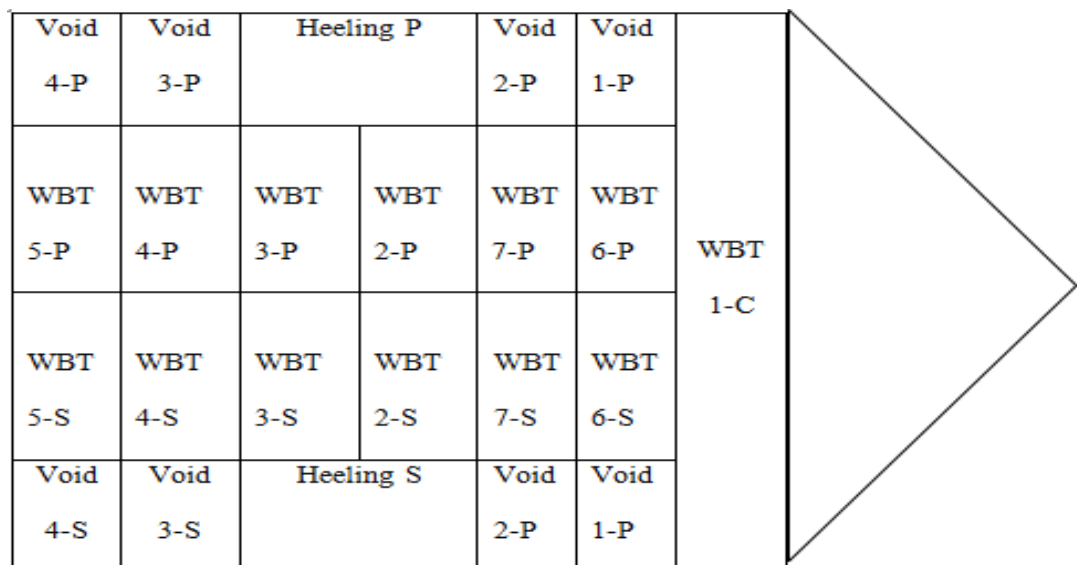 Void Void Heeling P Void Void
4-P 3-P 2-P 1-P
WBT WBT WBT WBT WBT WBT
5-P 4-P 3-P 2-P 7-P 6-P WBT
1-C
WBT WBT WBT WBT WBT WBT
5-S 4-S 3-S 2-S 7-S 6-S
Void Void Heeling S Void Void
4-S 3-S 2-P 1-P